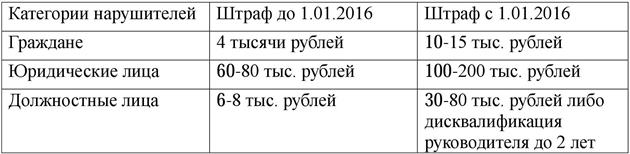 Категории нарушителей Штраф до 1.01.2016 Штраф с 1.01.2016
Граждане 4 тысячи рублей 10-15 тыс. рублей
Юридические лица 60-80 тыс. рублей 100-200 тыс. рублей
Должностные лица 6-8 тыс. рублей 30-80 тыс. рублей либо
дисквалификация
руководителя до 2 лет